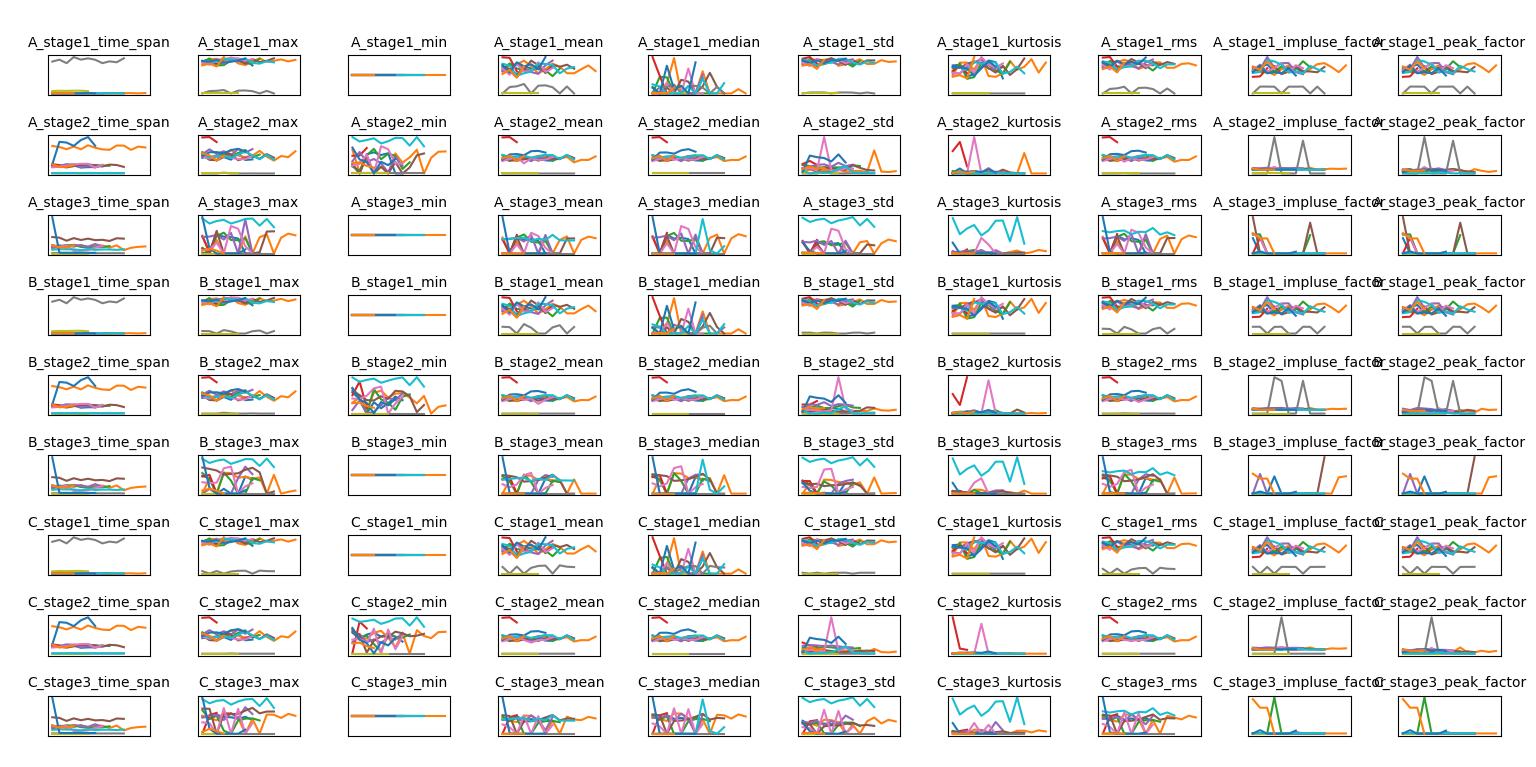 A_stage1_time_span A_stage1_max A_stage1_min A_stage1_mean A_stage1_median A_stage1_std A_stage1_kurtosis A_stage1_rms A_stage1_impluse_factor A_stage1_peak_factor
A_stage2_time_span A_stage2_max A_stage2_min A_stage2_mean A_stage2_median A_stage2_std A_stage2_kurtosis A_stage2_rms A_stage2_impluse_factor A_stage2_peak_factor
A_stage3_time_span A_stage3_max A_stage3_min A_stage3_mean A_stage3_median A_stage3_std A_stage3_kurtosis A_stage3_rms A_stage3_impluse_factor A_stage3_peak_factor
B_stage1_time_span B_stage1_max B_stage1_min B_stage1_mean B_stage1_median B_stage1_std B_stage1_kurtosis B_stage1_rms B_stage1_impluse_factor B_stage1_peak_factor
B_stage2_time_span B_stage2_max B_stage2_min B_stage2_mean B_stage2_median B_stage2_std B_stage2_kurtosis B_stage2_rms B_stage2_impluse_factor B_stage2_peak_factor
B_stage3_time_span B_stage3_max B_stage3_min B_stage3_mean B_stage3_median B_stage3_std B_stage3_kurtosis B_stage3_rms B_stage3_impluse_factor B_stage3_peak_factor
C_stage1_time_span C_stage1_max C_stage1_min C_stage1_mean C_stage1_median C_stage1_std C_stage1_kurtosis C_stage1_rms C_stage1_impluse_factor C_stage1_peak_factor
C_stage2_time_span C_stage2_max C_stage2_min C_stage2_mean C_stage2_median C_stage2_std C_stage2_kurtosis C_stage2_rms C_stage2_impluse_factor C_stage2_peak_factor
C_stage3_time_span C_stage3_max C_stage3_min C_stage3_mean C_stage3_median C_stage3_std C_stage3_kurtosis C_stage3_rms C_stage3_impluse_factor C_stage3_peak_factor